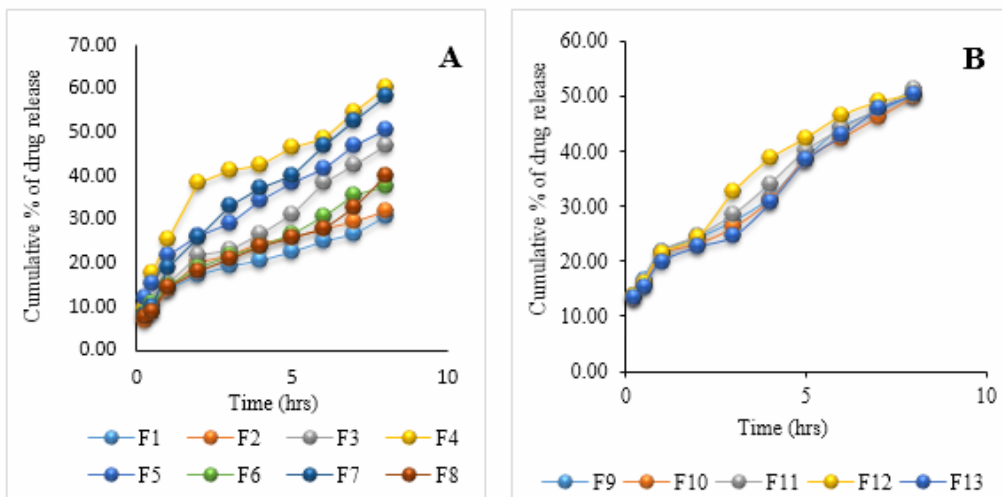 A
Cumulative % of drug release
70.00
60.00
50.00
40.00
30.00
20.00
10.00
0.00
0
5
10
Time (hrs)
F1
F2
F3
F4
F5
F6
F7
F8
B
Cumulative % of drug release
60.00
50.00
40.00
30.00
20.00
10.00
0.00
0
5
10
Time (hrs)
F9
F10
F11
F12
F13